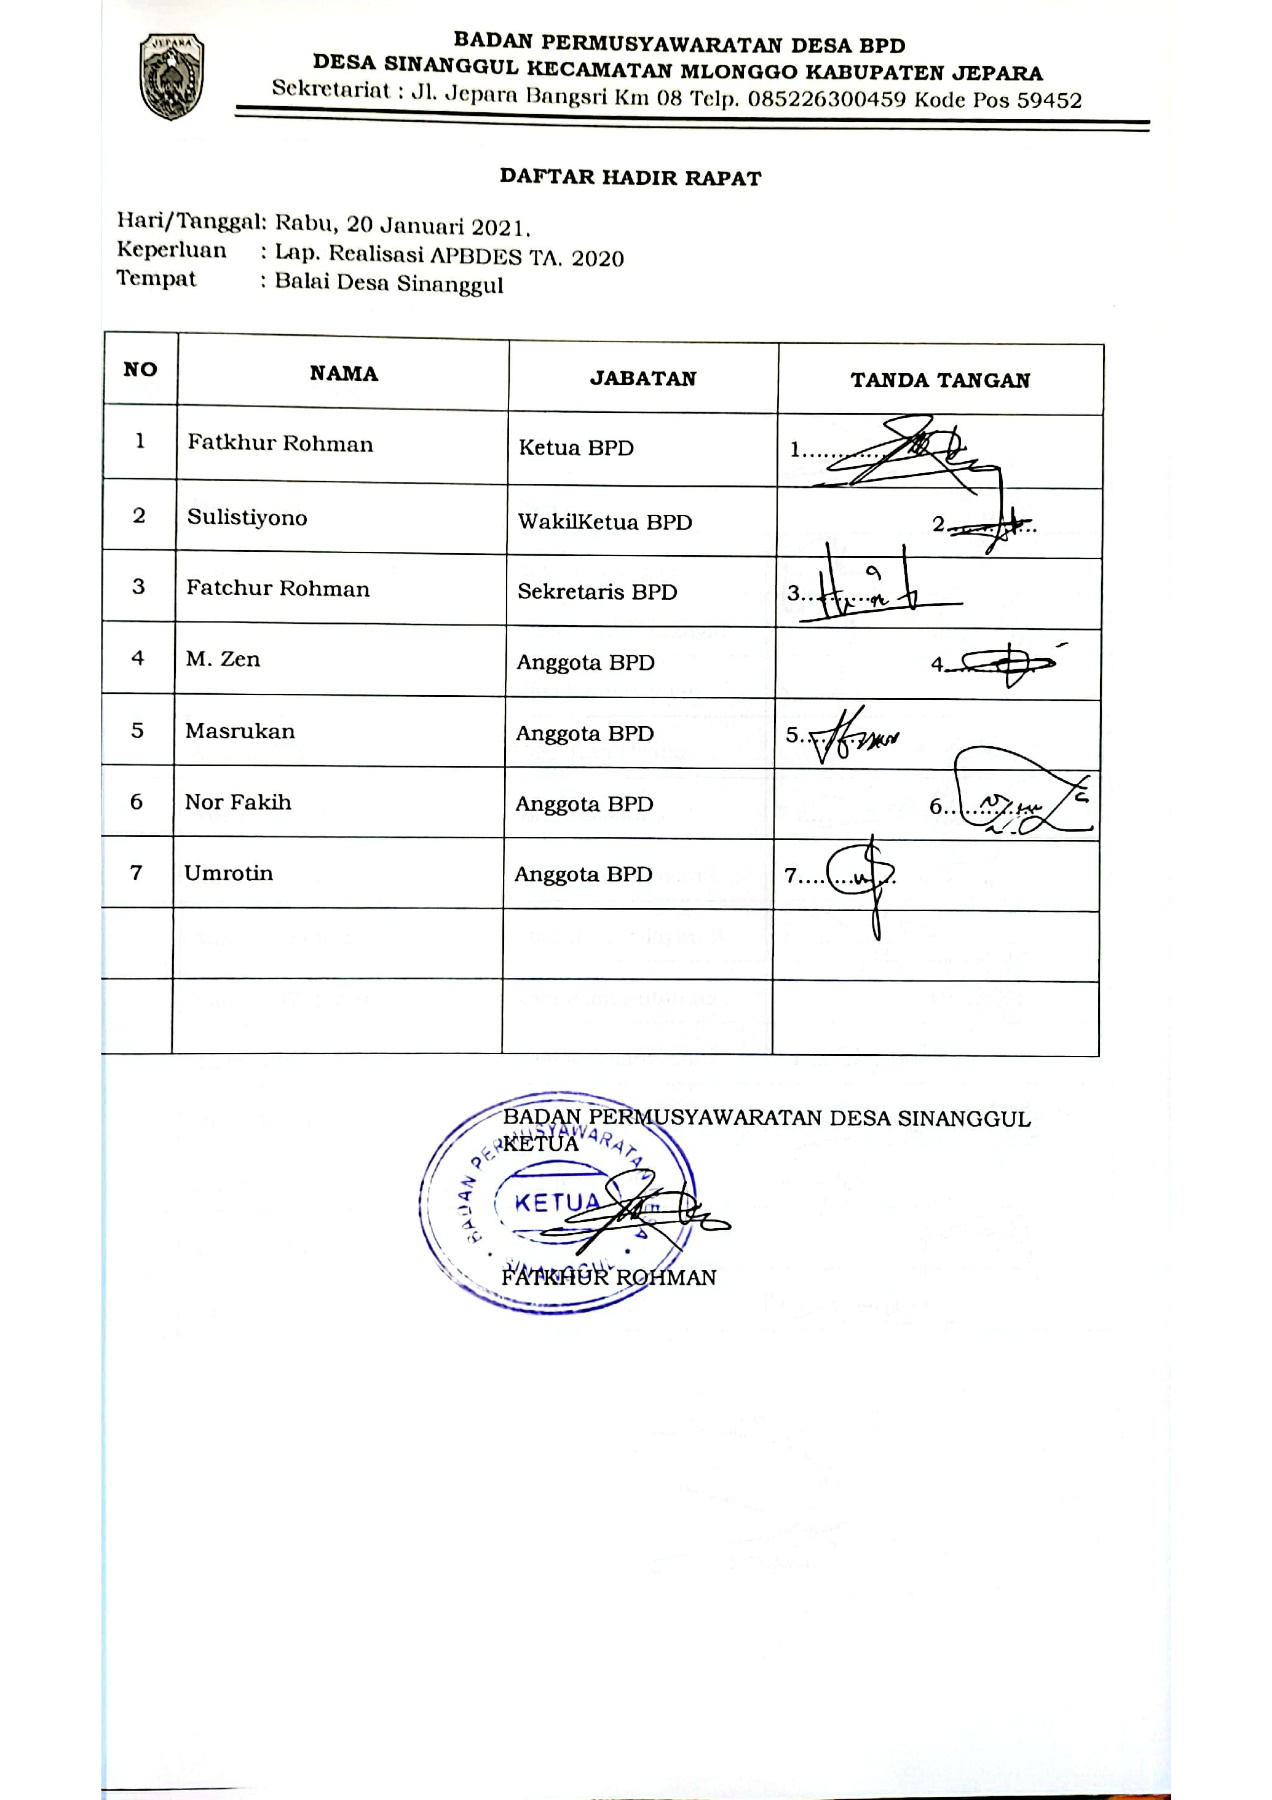 JEPARA
BADAN PERMUSYAWARATAN DESA BPD
DESA SINANGGUL KECAMATAN MLONGGO KABUPATEN JEPARA
Sekretariat : Jl. Jepara Bangsri Km 08 Telp. 085226300459 Kode Pos 59452
DAFTAR HADIR RAPAT
Hari/Tanggal: Rabu, 20 Januari 2021.
Keperluan : Lap. Realisasi APBDES TA. 2020
Tempat : Balai Desa Sinanggul
NO NAMA JABATAN TANDA TANGAN
1 Fatkhur Rohman Ketua BPD 1............
2 Sulistiyono WakilKetua BPD 2............
3 Fatchur Rohman Sekretaris BPD 3............
4 M. Zen Anggota BPD 4............
5 Masrukan Anggota BPD 5............
6 Nor Fakih Anggota BPD 6............
7 Umrotin Anggota BPD 7............
BADAN PERMUSYAWARATAN DESA SINANGGUL
KETUA
BADAN PERMUSYAWARATAN DESA
KETUA
SINANGGUL
FATKHUR ROHMAN